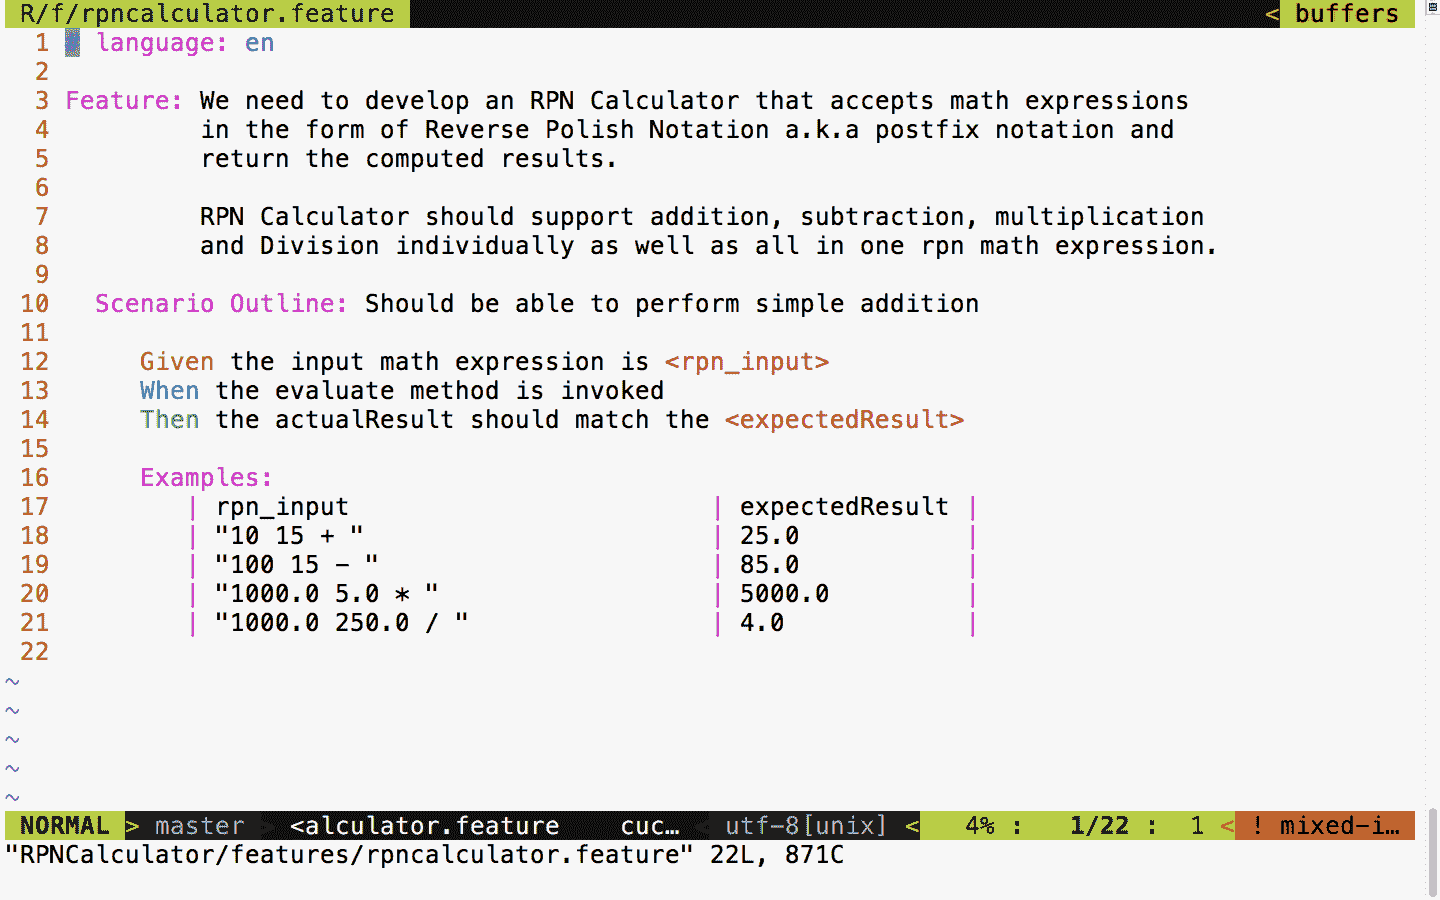 R/f/rpncalculator.feature < buffers
1 # language: en
2
3 Feature: We need to develop an RPN Calculator that accepts math expressions
4 in the form of Reverse Polish Notation a.k.a postfix notation and
5 return the computed results.
6
7 RPN Calculator should support addition, subtraction, multiplication
8 and Division individually as well as all in one rpn math expression.
9
10 Scenario Outline: Should be able to perform simple addition
11
12 Given the input math expression is <rpn_input>
13 When the evaluate method is invoked
14 Then the actualResult should match the <expectedResult>
15
16 Examples:
17 | rpn_input | expectedResult |
18 | "10 15 + " | 25.0 |
19 | "100 15 - " | 85.0 |
20 | "1000.0 5.0 * " | 5000.0 |
21 | "1000.0 250.0 / " | 4.0 |
22
~
~
~
~
~
NORMAL > master > <alculator.feature cuc… < utf-8[unix] < 4% : 1/22 : 1 < ! mixed-i…
"RPNCalculator/features/rpncalculator.feature" 22L, 871C